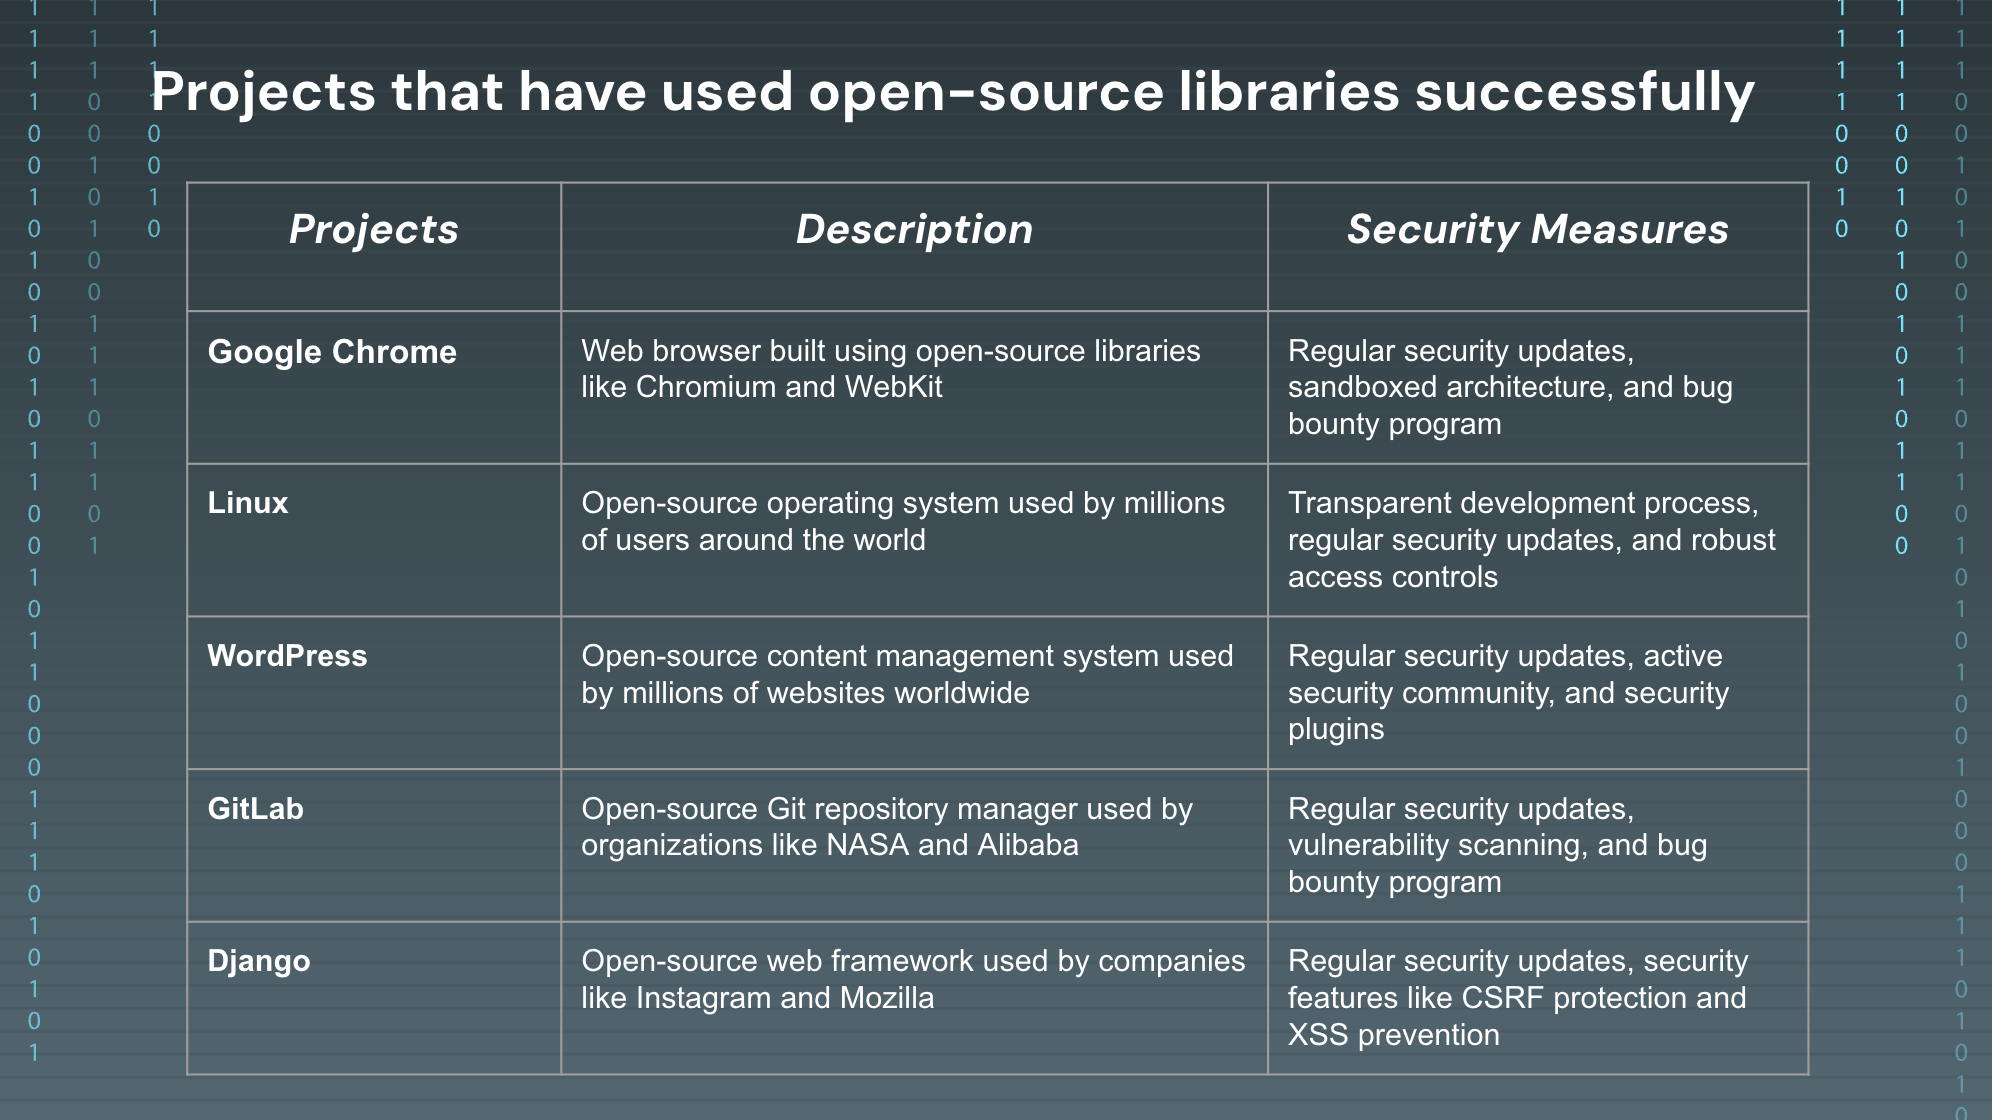 Projects that have used open-source libraries successfully
Projects
Description
Security Measures
Google Chrome
Web browser built using open-source libraries
like Chromium and WebKit
Regular security updates,
sandboxed architecture, and bug
bounty program
Linux
Open-source operating system used by millions
of users around the world
Transparent development process,
regular security updates, and robust
access controls
WordPress
Open-source content management system used
by millions of websites worldwide
Regular security updates, active
security community, and security
plugins
GitLab
Open-source Git repository manager used by
organizations like NASA and Alibaba
Regular security updates,
vulnerability scanning, and bug
bounty program
Django
Open-source web framework used by companies
like Instagram and Mozilla
Regular security updates, security
features like CSRF protection and
XSS prevention